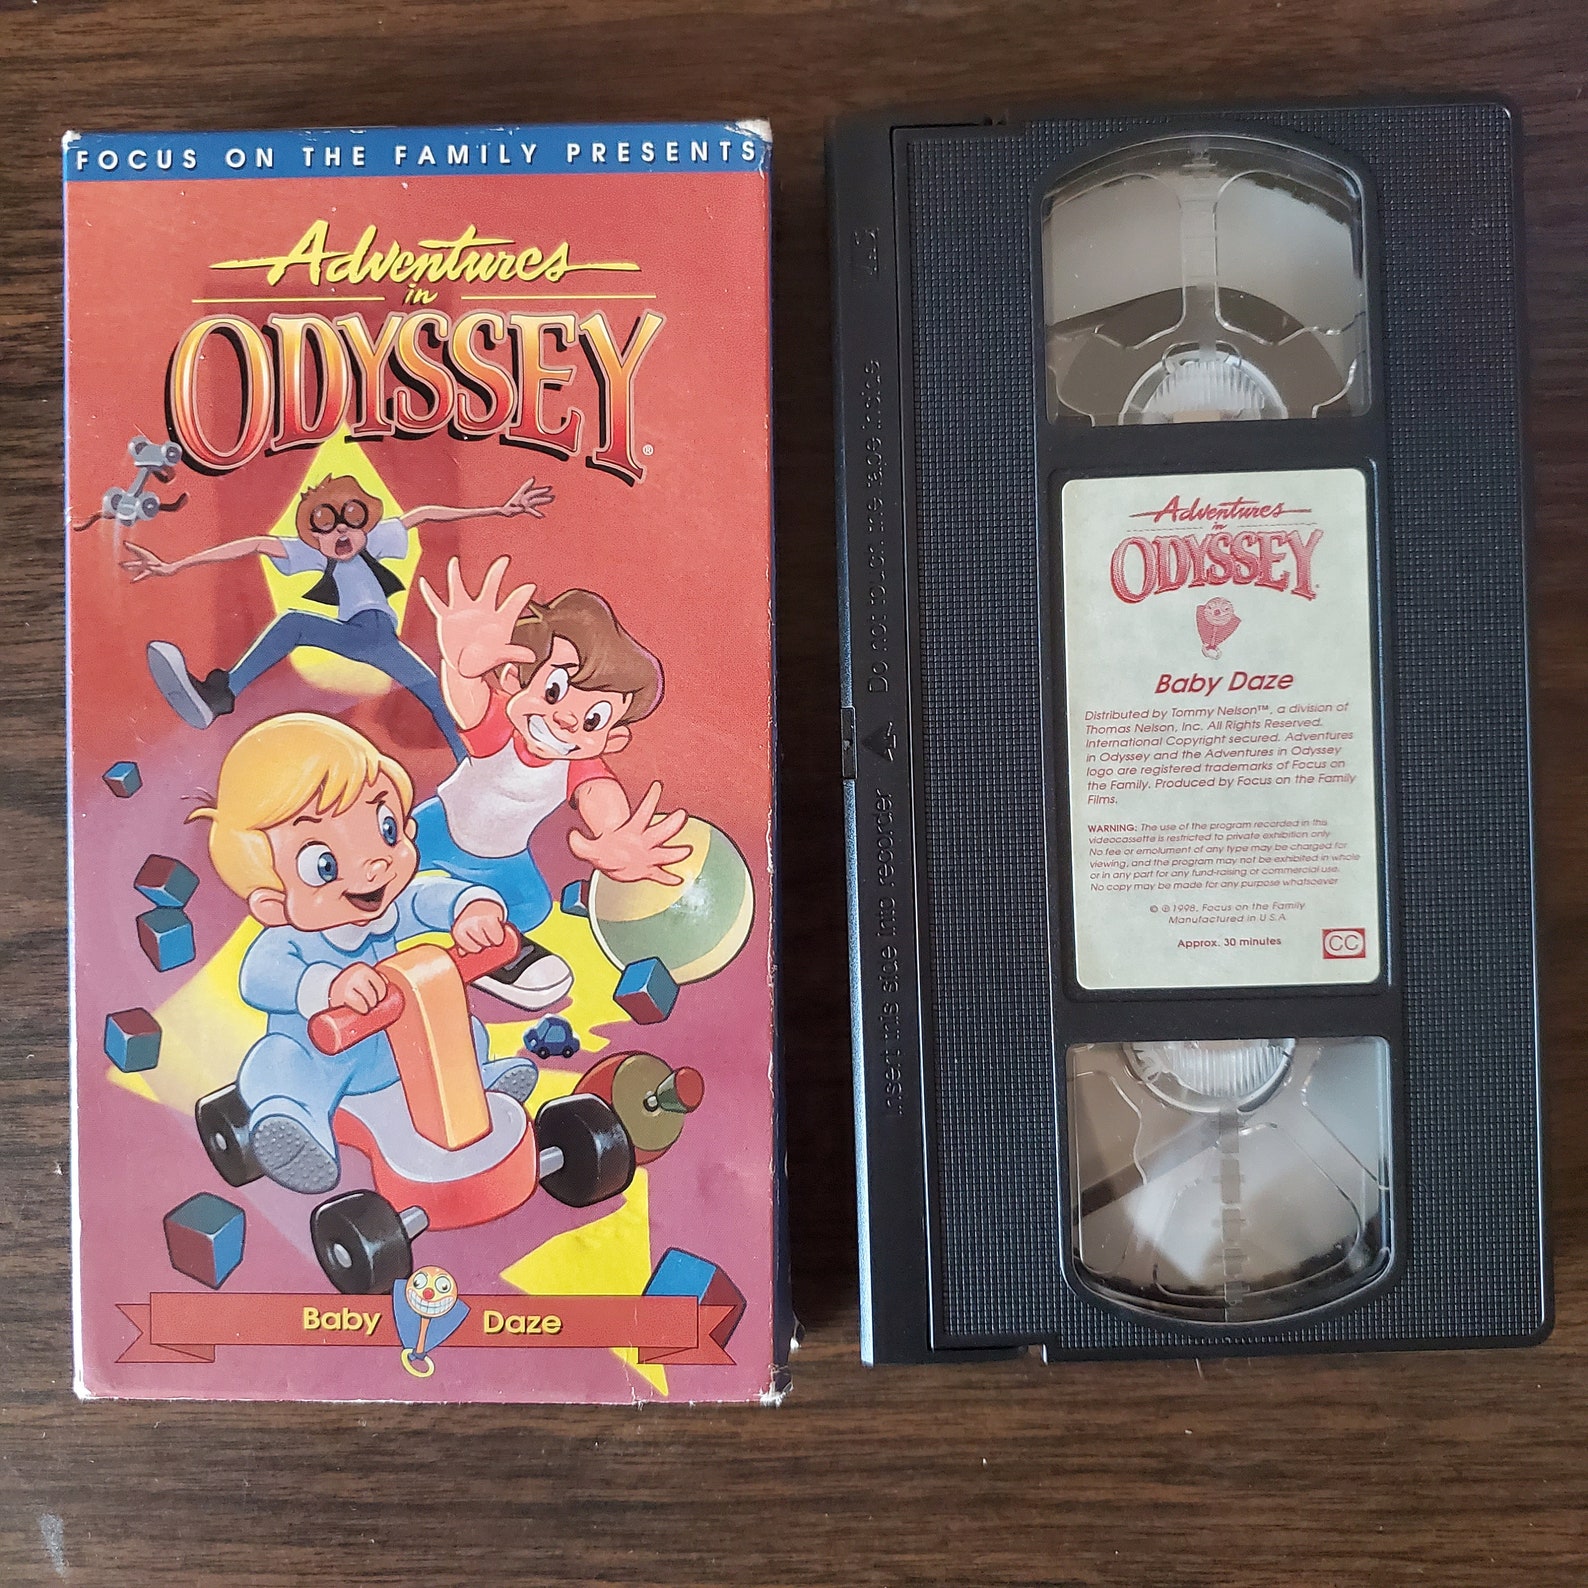 FOCUS ON THE FAMILY PRESENTS
Adventures
in
ODYSSEY®
Baby Daze
VHS
Do not touch the tape inside
Insert this side into recorder
Adventures
in
ODYSSEY
Baby Daze
Distributed by Tommy Nelson™, a division of
Thomas Nelson, Inc. All Rights Reserved.
International Copyright secured. Adventures
in Odyssey and the Adventures in Odyssey
logo are registered trademarks of Focus on
the Family. Produced by Focus on the Family
Films.
WARNING: The use of the program recorded in this
videocassette is restricted to private exhibition only
No fee or emolument of any type may be charged for
viewing, and the program may not be exhibited in whole
or in any part for any fund-raising or commercial use.
No copy may be made for any purpose whatsoever
© ℗ 1998, Focus on the Family
Manufactured in U.S.A
Approx. 30 minutes
CC